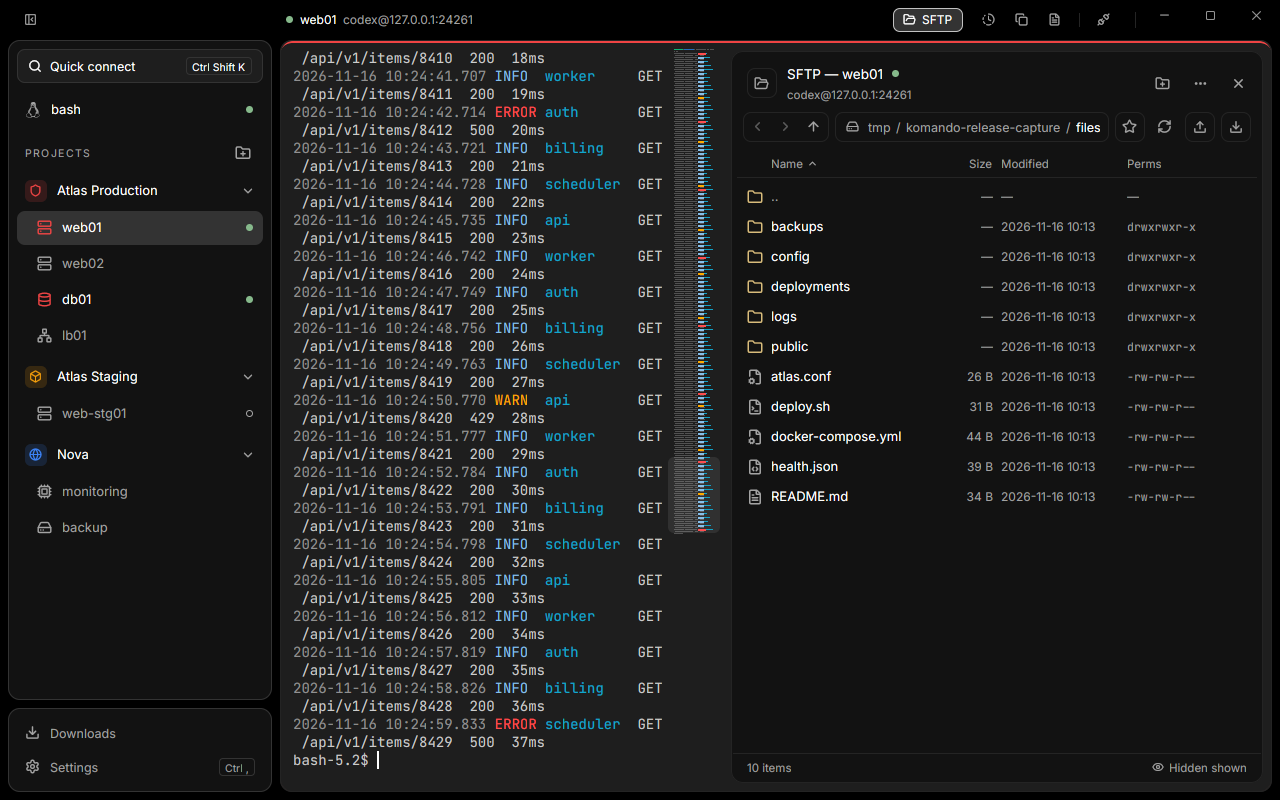 web01 codex@127.0.0.1:24261
SFTP
Quick connect Ctrl Shift K
bash
PROJECTS
Atlas Production
web01
web02
db01
lb01
Atlas Staging
web-stg01
Nova
monitoring
backup
Downloads
Settings Ctrl ,
/api/v1/items/8410 200 18ms
2026-11-16 10:24:41.707 INFO worker GET
/api/v1/items/8411 200 19ms
2026-11-16 10:24:42.714 ERROR auth GET
/api/v1/items/8412 500 20ms
2026-11-16 10:24:43.721 INFO billing GET
/api/v1/items/8413 200 21ms
2026-11-16 10:24:44.728 INFO scheduler GET
/api/v1/items/8414 200 22ms
2026-11-16 10:24:45.735 INFO api GET
/api/v1/items/8415 200 23ms
2026-11-16 10:24:46.742 INFO worker GET
/api/v1/items/8416 200 24ms
2026-11-16 10:24:47.749 INFO auth GET
/api/v1/items/8417 200 25ms
2026-11-16 10:24:48.756 INFO billing GET
/api/v1/items/8418 200 26ms
2026-11-16 10:24:49.763 INFO scheduler GET
/api/v1/items/8419 200 27ms
2026-11-16 10:24:50.770 WARN api GET
/api/v1/items/8420 429 28ms
2026-11-16 10:24:51.777 INFO worker GET
/api/v1/items/8421 200 29ms
2026-11-16 10:24:52.784 INFO auth GET
/api/v1/items/8422 200 30ms
2026-11-16 10:24:53.791 INFO billing GET
/api/v1/items/8423 200 31ms
2026-11-16 10:24:54.798 INFO scheduler GET
/api/v1/items/8424 200 32ms
2026-11-16 10:24:55.805 INFO api GET
/api/v1/items/8425 200 33ms
2026-11-16 10:24:56.812 INFO worker GET
/api/v1/items/8426 200 34ms
2026-11-16 10:24:57.819 INFO auth GET
/api/v1/items/8427 200 35ms
2026-11-16 10:24:58.826 INFO billing GET
/api/v1/items/8428 200 36ms
2026-11-16 10:24:59.833 ERROR scheduler GET
/api/v1/items/8429 500 37ms
bash-5.2$
SFTP — web01
codex@127.0.0.1:24261
tmp / komando-release-capture / files
Name Size Modified Perms
.. — — —
backups — 2026-11-16 10:13 drwxrwxr-x
config — 2026-11-16 10:13 drwxrwxr-x
deployments — 2026-11-16 10:13 drwxrwxr-x
logs — 2026-11-16 10:13 drwxrwxr-x
public — 2026-11-16 10:13 drwxrwxr-x
atlas.conf 26 B 2026-11-16 10:13 -rw-rw-r--
deploy.sh 31 B 2026-11-16 10:13 -rw-rw-r--
docker-compose.yml 44 B 2026-11-16 10:13 -rw-rw-r--
health.json 39 B 2026-11-16 10:13 -rw-rw-r--
README.md 34 B 2026-11-16 10:13 -rw-rw-r--
10 items Hidden shown